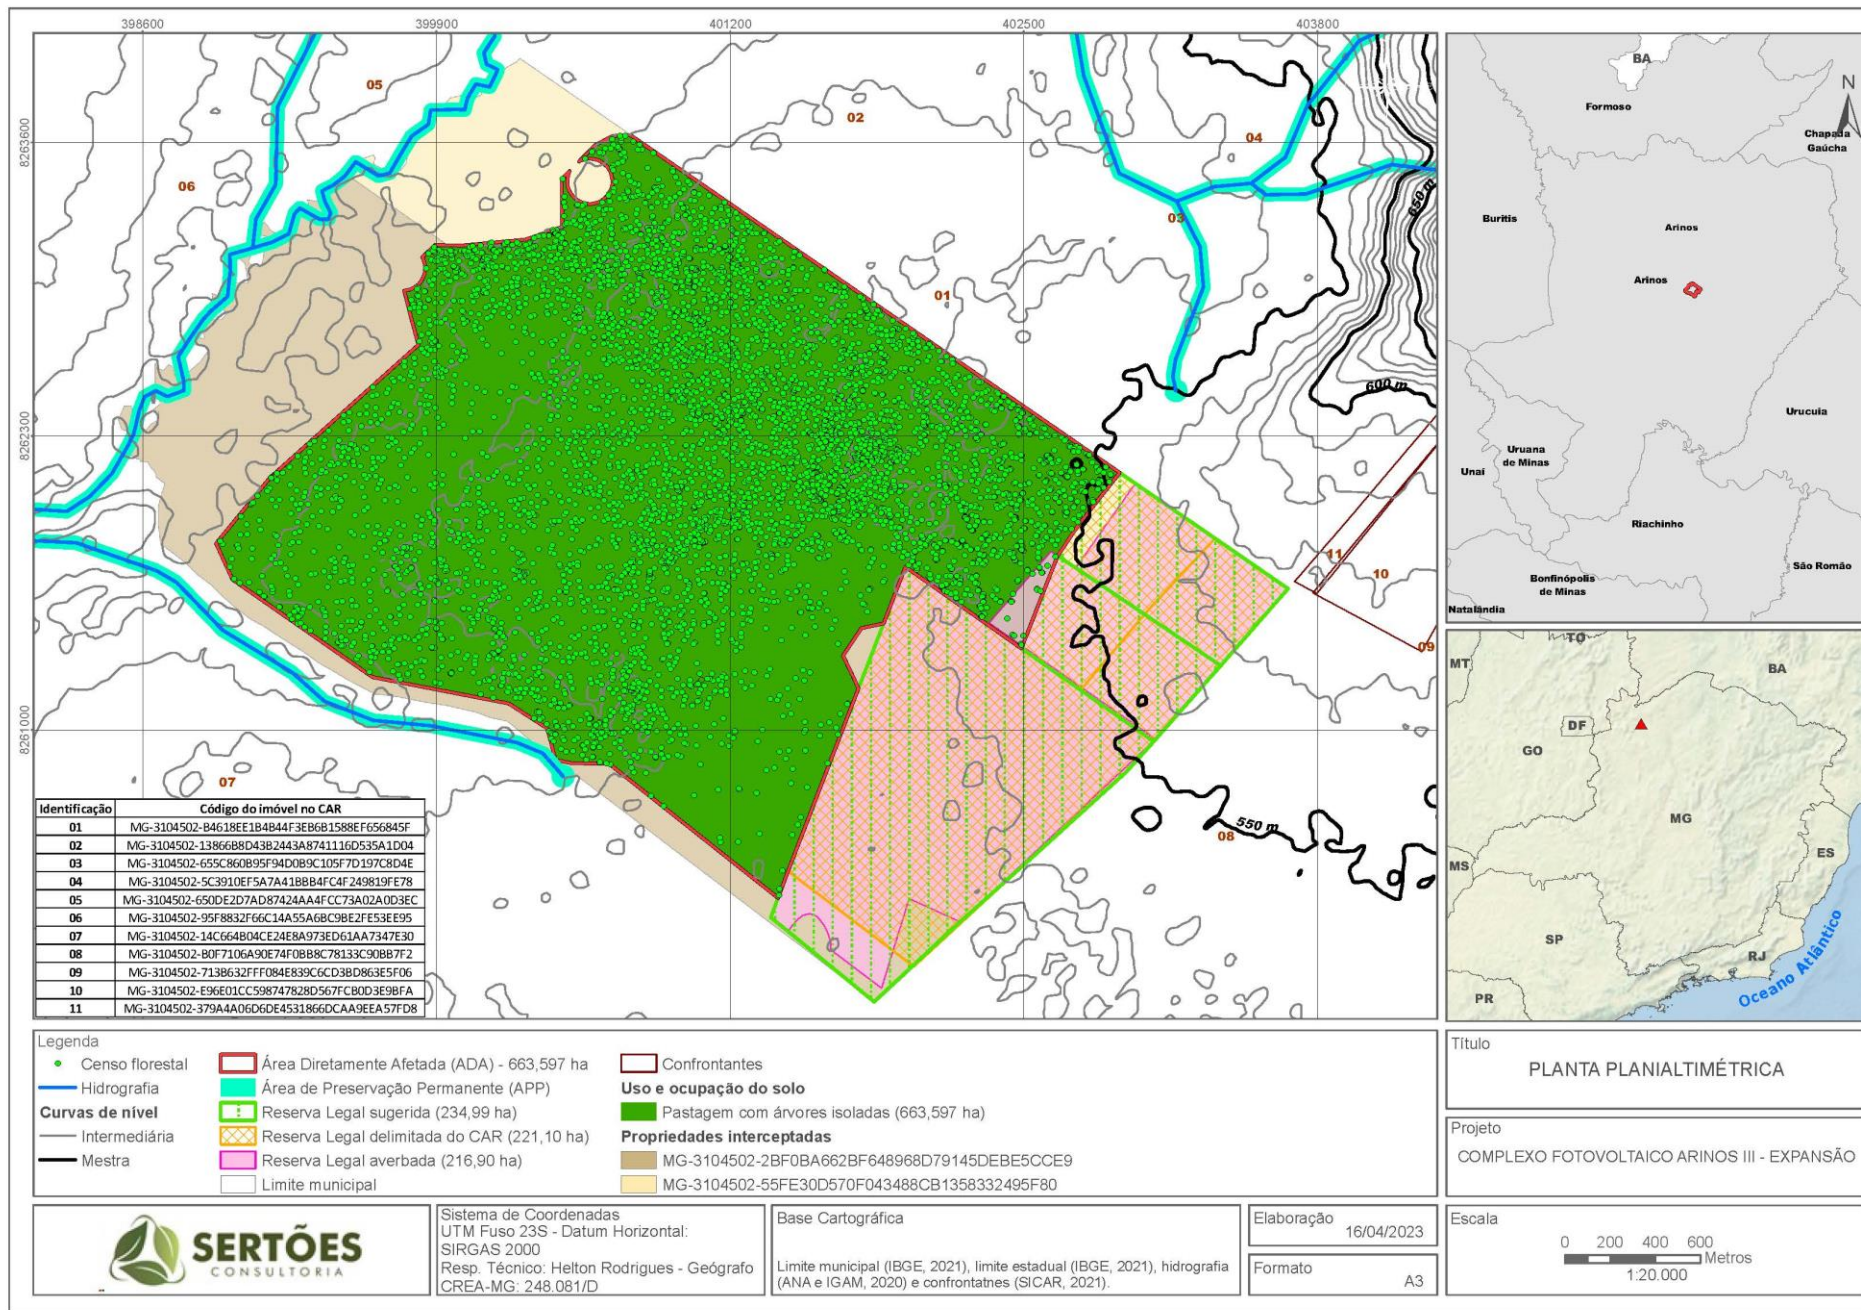 398600 399900 401200 402500 403800
8263600
8262300
8261000
05
02
06
04
03
01
650 m
600 m
11
10
09
07
08
550 m
Identificação Código do imóvel no CAR
01 MG-3104502-B4618EE1B4B44F3EB6B1588EF656845F
02 MG-3104502-13866B8D43B2443A8741116D535A1D04
03 MG-3104502-655C860B95F94D0B9C105F7D197C8D4E
04 MG-3104502-5C3910EF5A7A41BBB4FC4F249819FE78
05 MG-3104502-650DE2D7AD87424AA4FCC73A02A0D3EC
06 MG-3104502-95F8832F66C14A55A6BC9BE2FE53EE95
07 MG-3104502-14C664B04CE24E8A973ED61AA7347E30
08 MG-3104502-B0F7106A90E74F0BB8C78133C90BB7F2
09 MG-3104502-713B632FFF084E839C6CD3BD863E5F06
10 MG-3104502-E96E01CC598747828D567FCB0D3E9BFA
11 MG-3104502-379A4A06D6DE4531866DCAA9EEA57FD8
BA
N
Formoso
Chapada
Gaúcha
Buritis
Arinos
Arinos
Urucuia
Uruana
de Minas
Unaí
Riachinho
São Romão
Bonfinópolis
de Minas
Natalândia
TO
MT
BA
DF
GO
MG
MS
ES
SP
RJ
PR
Oceano Atlântico
Legenda
Censo florestal
Hidrografia
Curvas de nível
Intermediária
Mestra
Área Diretamente Afetada (ADA) - 663,597 ha
Área de Preservação Permanente (APP)
Reserva Legal sugerida (234,99 ha)
Reserva Legal delimitada do CAR (221,10 ha)
Reserva Legal averbada (216,90 ha)
Limite municipal
Confrontantes
Uso e ocupação do solo
Pastagem com árvores isoladas (663,597 ha)
Propriedades interceptadas
MG-3104502-2BF0BA662BF648968D79145DEBE5CCE9
MG-3104502-55FE30D570F043488CB1358332495F80
Título
PLANTA PLANIALTIMÉTRICA
Projeto
COMPLEXO FOTOVOLTAICO ARINOS III - EXPANSÃO
SERTÕES
CONSULTORIA
Sistema de Coordenadas
UTM Fuso 23S - Datum Horizontal:
SIRGAS 2000
Resp. Técnico: Helton Rodrigues - Geógrafo
CREA-MG: 248.081/D
Base Cartográfica
Limite municipal (IBGE, 2021), limite estadual (IBGE, 2021), hidrografia
(ANA e IGAM, 2020) e confrontatnes (SICAR, 2021).
Elaboração
16/04/2023
Formato
A3
Escala
0 200 400 600
Metros
1:20.000